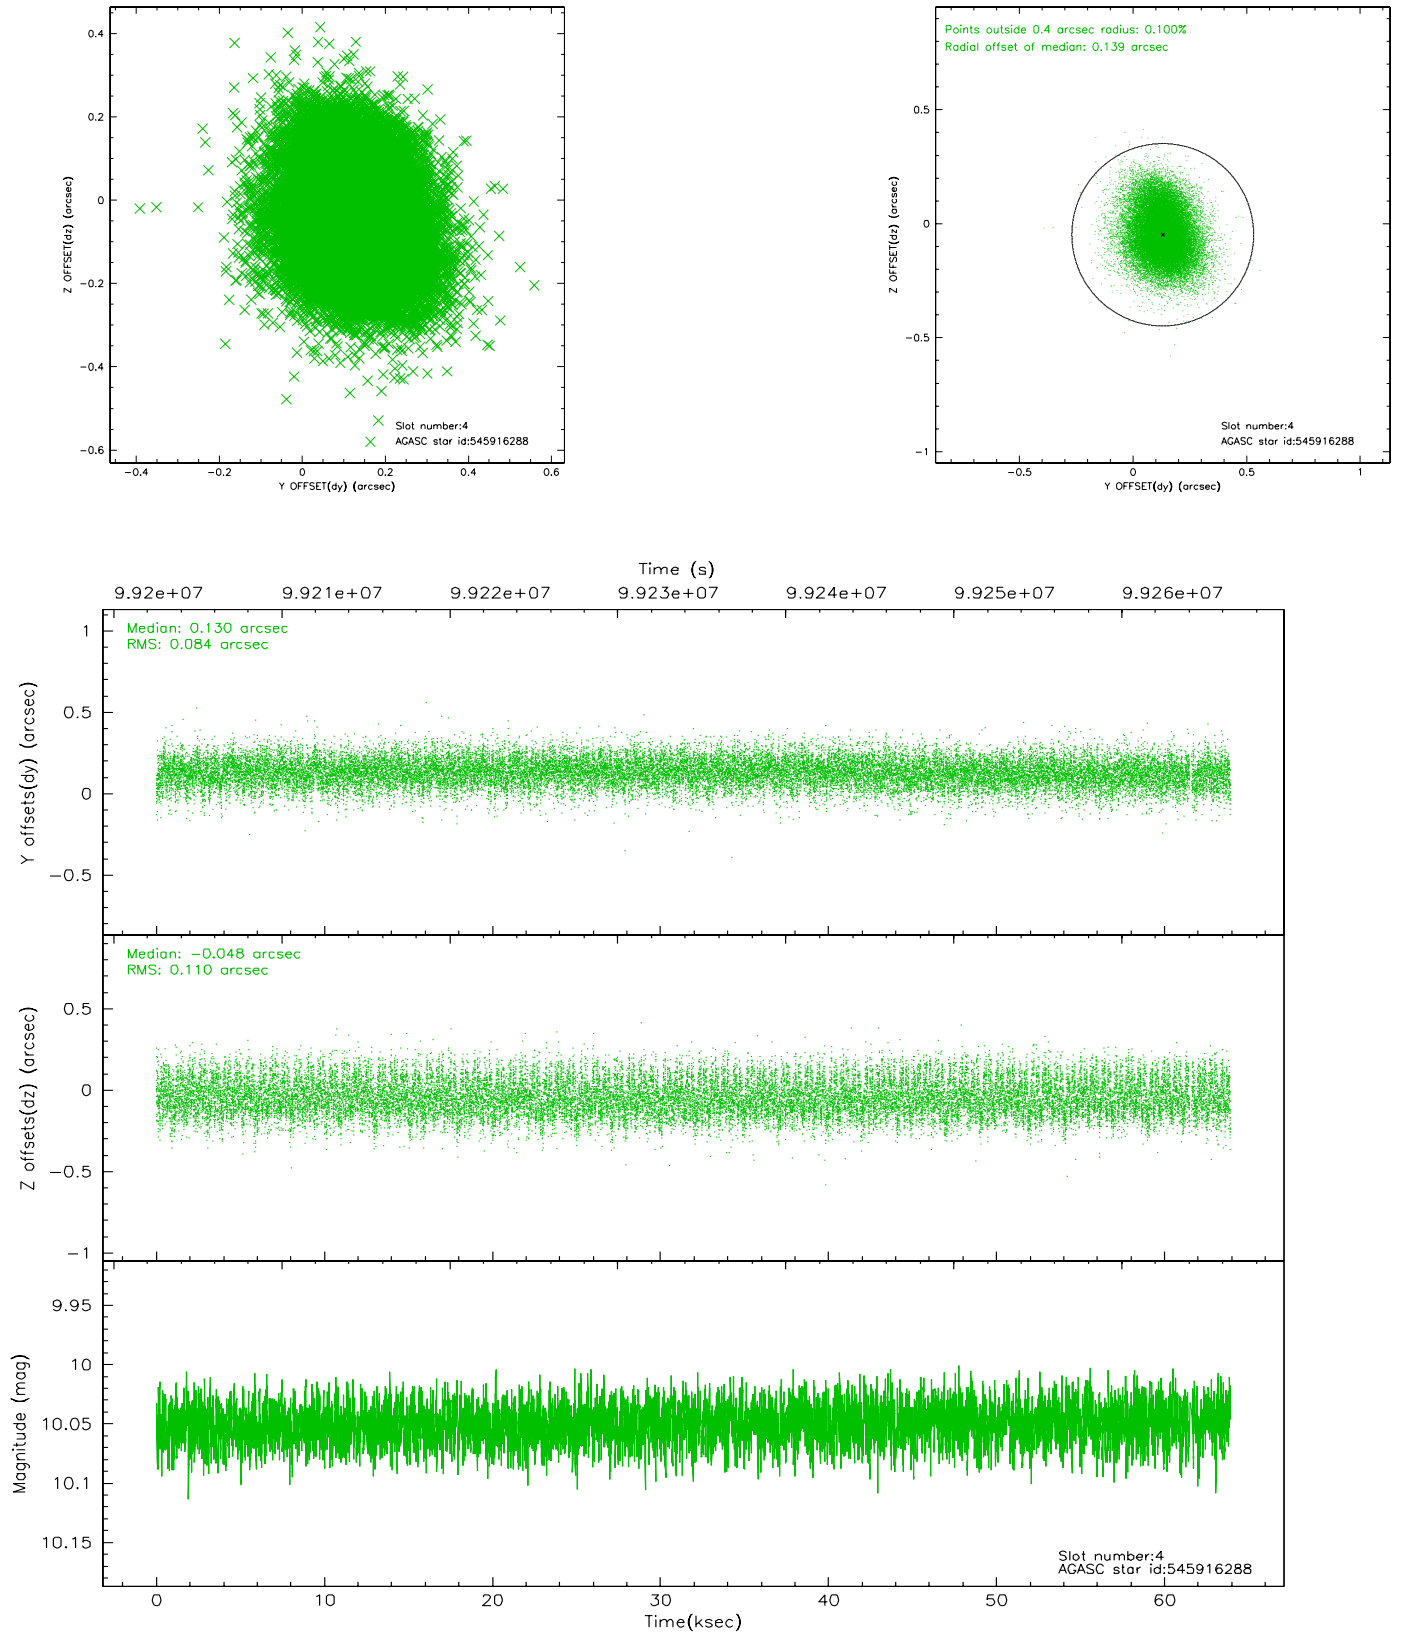 0.4
0.2
0
−0.2
−0.4
−0.6
Z OFFSET(dz) (arcsec)
−0.4 −0.2 0 0.2 0.4 0.6
Y OFFSET(dy) (arcsec)
Slot number:4
AGASC star id:545916288
Points outside 0.4 arcsec radius: 0.100%
Radial offset of median: 0.139 arcsec
0.5
0
−0.5
−1
Z OFFSET(dz) (arcsec)
−0.5 0 0.5 1
Y OFFSET(dy) (arcsec)
Slot number:4
AGASC star id:545916288
Time (s)
9.92e+07 9.921e+07 9.922e+07 9.923e+07 9.924e+07 9.925e+07 9.926e+07
Median: 0.130 arcsec
RMS: 0.084 arcsec
1
0.5
0
−0.5
Y offsets(dy) (arcsec)
Median: −0.048 arcsec
RMS: 0.110 arcsec
0.5
0
−0.5
−1
Z offsets(dz) (arcsec)
9.95
10
10.05
10.1
10.15
Magnitude (mag)
Slot number:4
AGASC star id:545916288
0 10 20 30 40 50 60
Time(ksec)